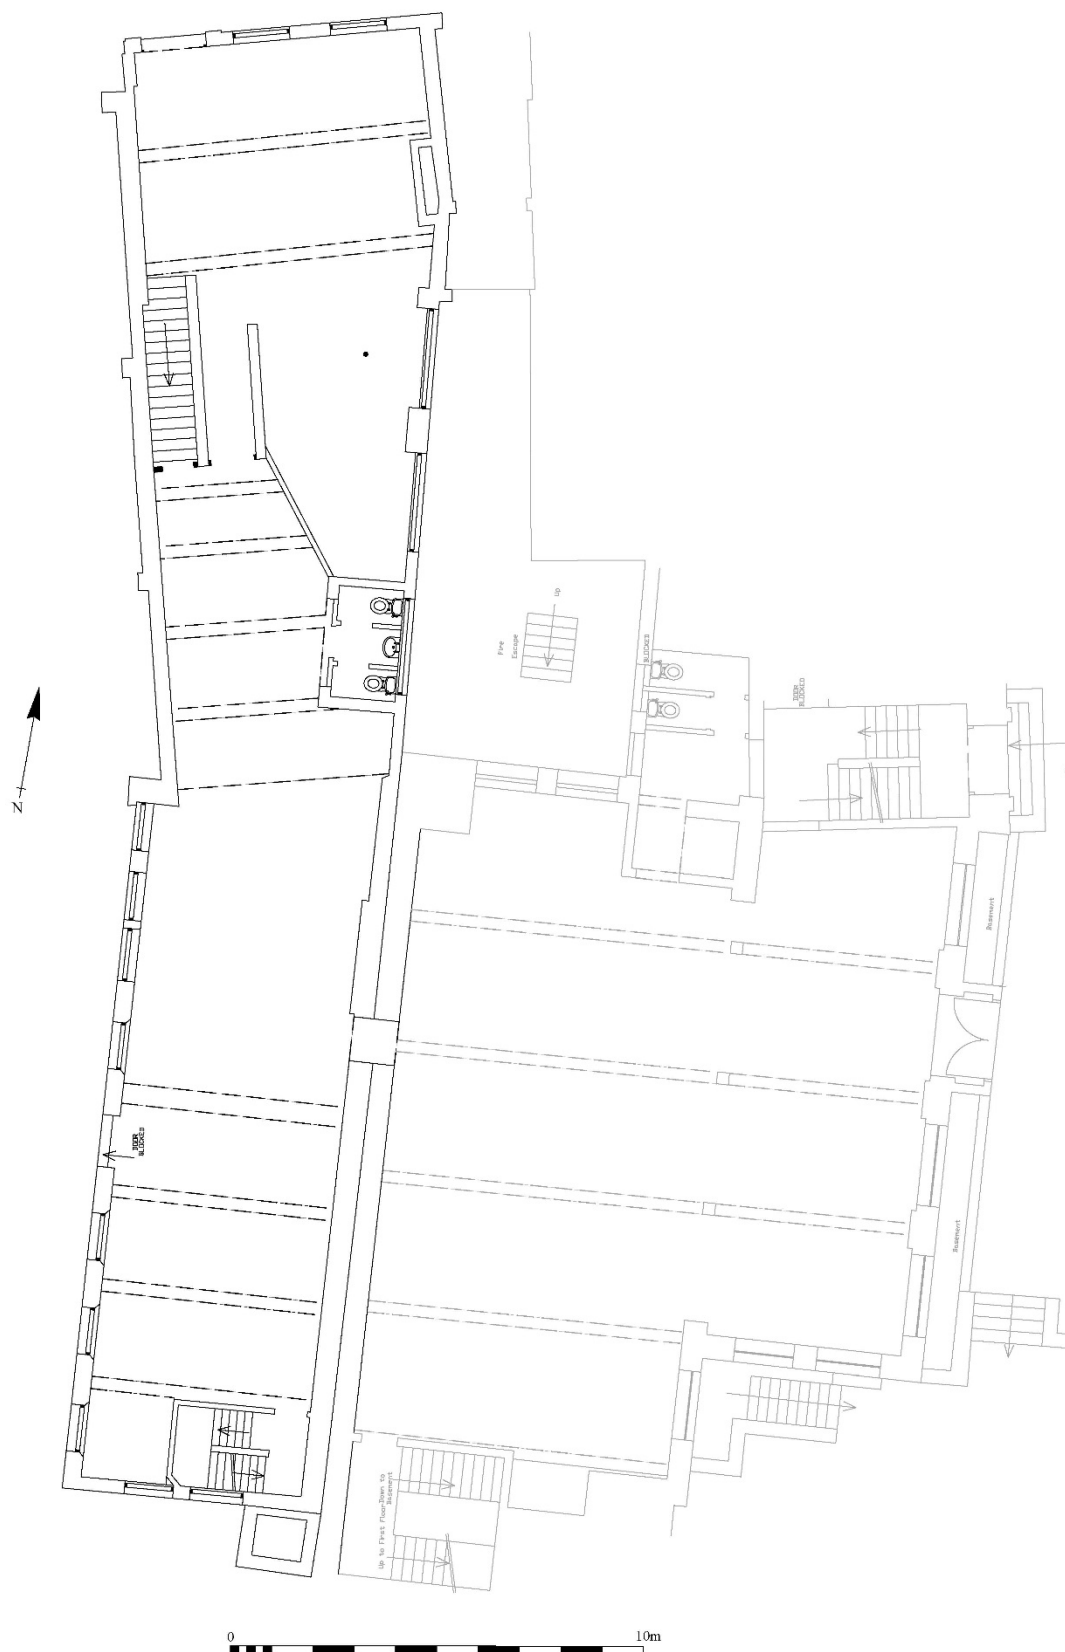 Up
Fire
Escape
BLOCKED
DOOR
BLOCKED
Basement
N
DOOR
BLOCKED
Basement
Up to First Floor-Down to
Basement
0
10m